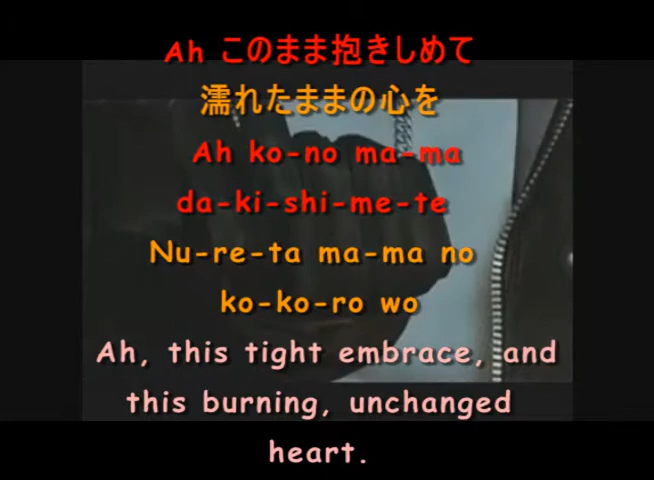 Ah このまま抱きしめて
濡れたままの心を
Ah ko-no ma-ma
da-ki-shi-me-te
Nu-re-ta ma-ma no
ko-ko-ro wo
Ah, this tight embrace, and
this burning, unchanged
heart.